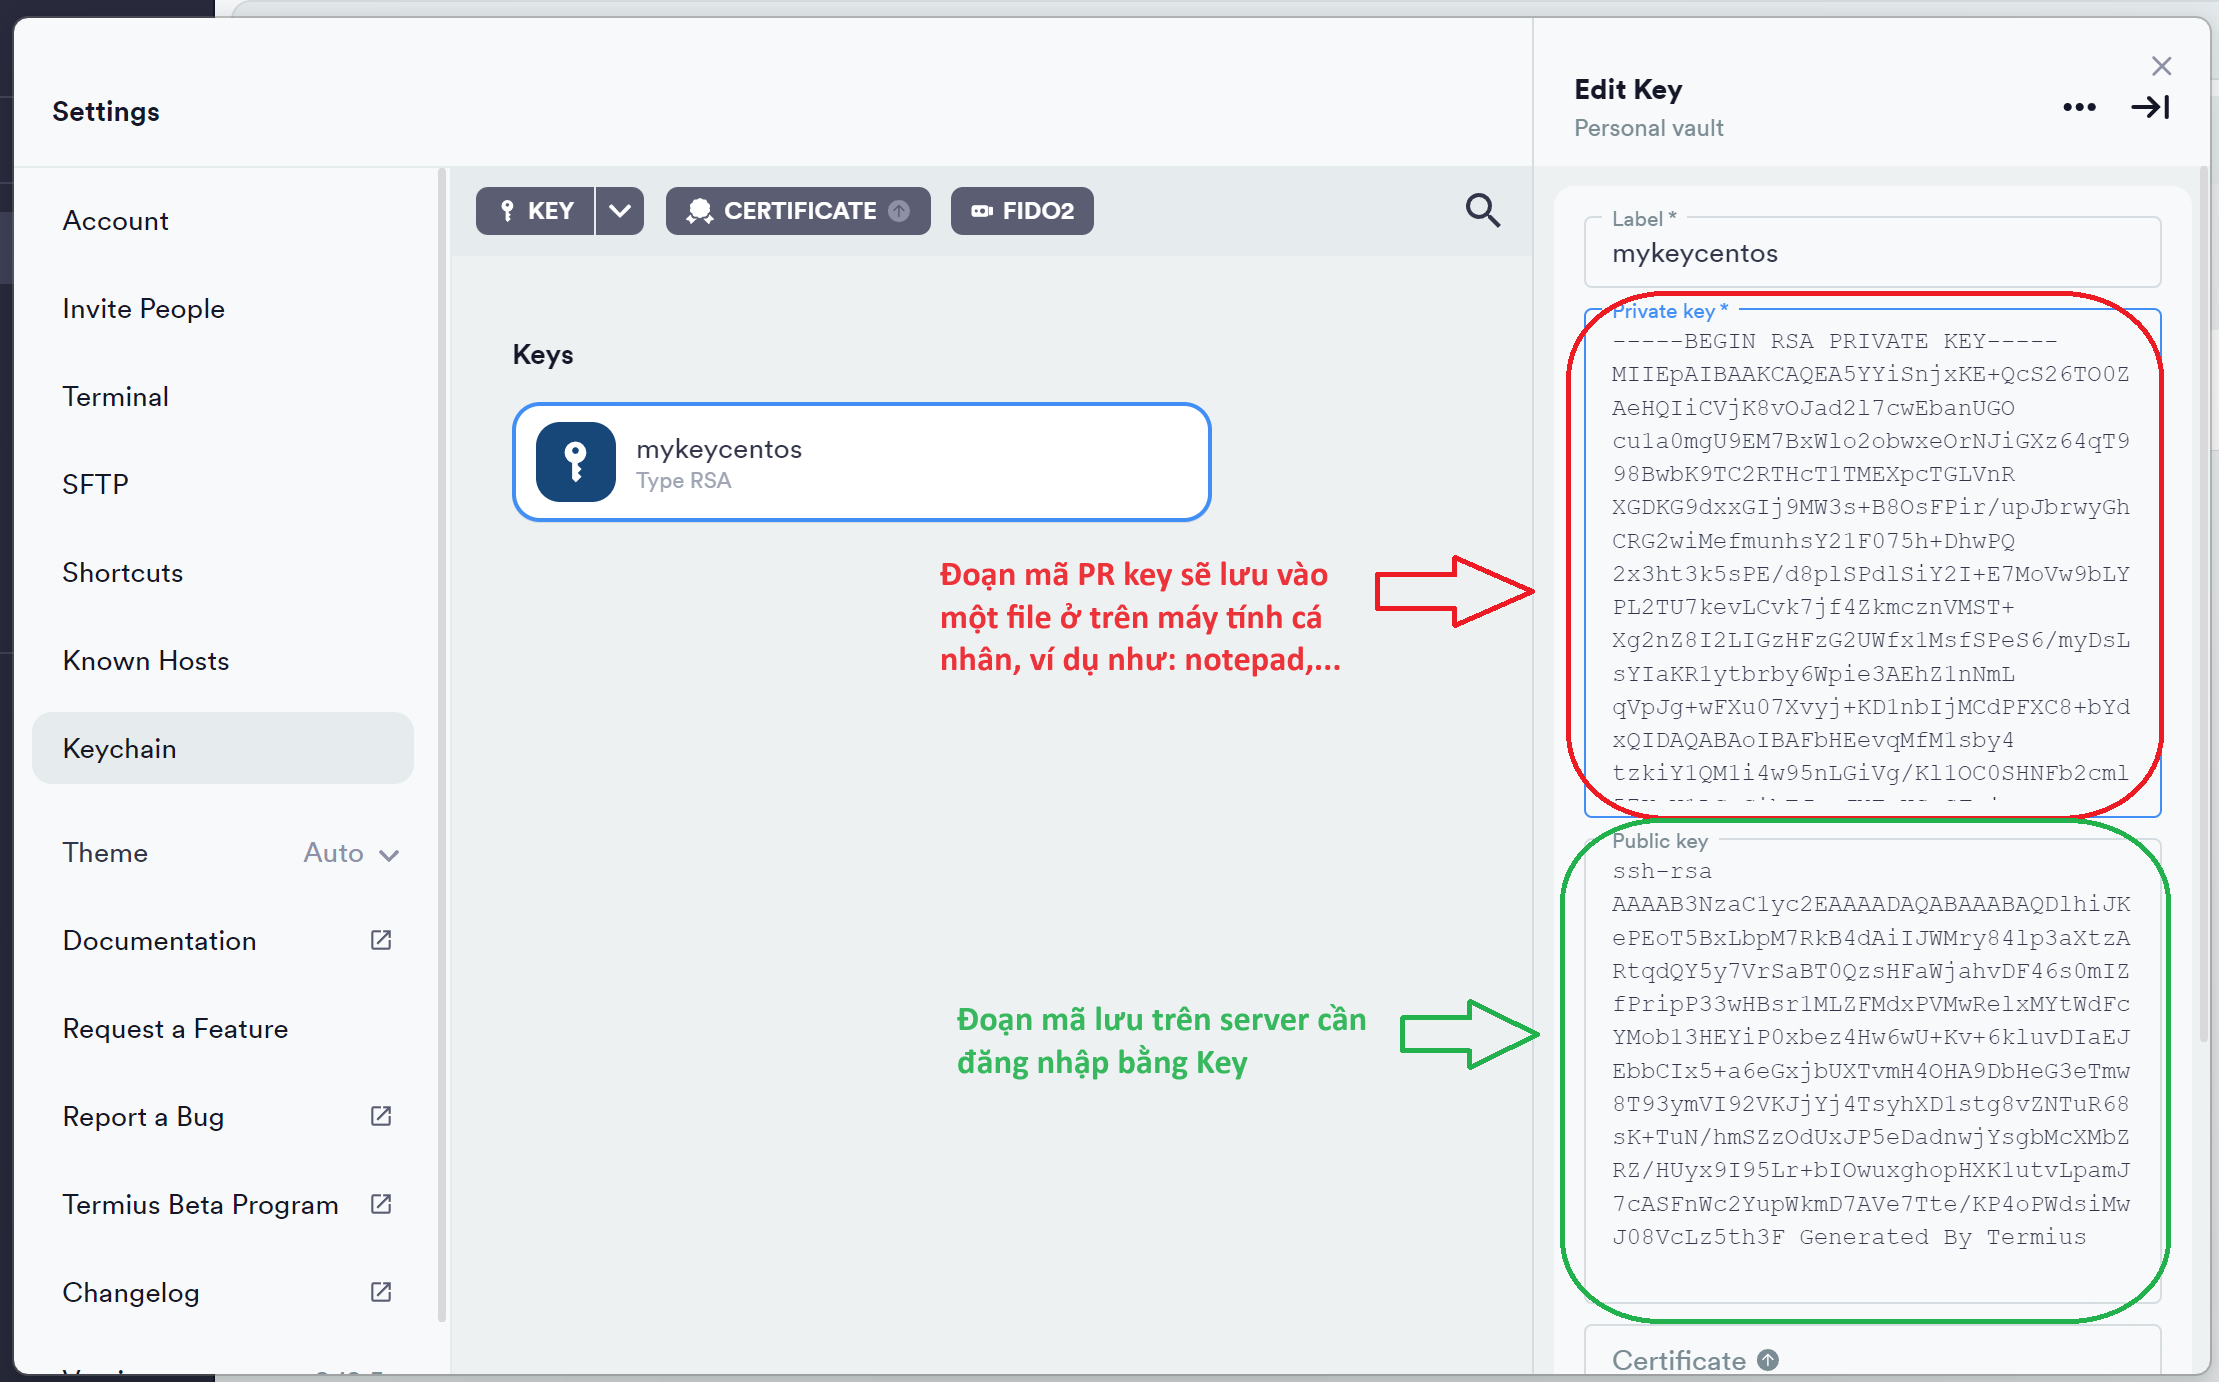 Settings
Account
Invite People
Terminal
SFTP
Shortcuts
Known Hosts
Keychain
Theme Auto
Documentation
Request a Feature
Report a Bug
Termius Beta Program
Changelog
KEY
CERTIFICATE
FIDO2
Keys
mykeycentos
Type RSA
Đoạn mã PR key sẽ lưu vào
một file ở trên máy tính cá
nhân, ví dụ như: notepad,...
Đoạn mã lưu trên server cần
đăng nhập bằng Key
Edit Key
Personal vault
Label *
mykeycentos
Private key *
-----BEGIN RSA PRIVATE KEY-----
MIIEpAIBAAKCAQEA5YYiSnjxKE+QcS26TO0Z
AeHQIiCVjK8vOJad2l7cwEbanUGO
cu1a0mgU9EM7BxWlo2obwxeOrNJiGXz64qT9
98BwbK9TC2RTHcT1TMEXpcTGLVnR
XGDKG9dxxGIj9MW3s+B8OsFPir/upJbrwyGh
CRG2wiMefmunhsY21F075h+DhwPQ
2x3ht3k5sPE/d8plSPdlSiY2I+E7MoVw9bLY
PL2TU7kevLCvk7jf4ZkmcznVMST+
Xg2nZ8I2LIGzHFzG2UWfx1MsfSPeS6/myDsL
sYIaKR1ytbrby6Wpie3AEhZ1nNmL
qVpJg+wFXu07Xvyj+KD1nbIjMCdPFXC8+bYd
xQIDAQABAoIBAFbHEevqMfM1sby4
tzkiY1QM1i4w95nLGiVg/Kl1OC0SHNFb2cml
Public key
ssh-rsa
AAAAB3NzaC1yc2EAAAADAQABAAABAQDlhiJK
ePEoT5BxLbpM7RkB4dAiIJWMry84lp3aXtzA
RtqdQY5y7VrSaBT0QzsHFaWjahvDF46s0mIZ
fPripP33wHBsr1MLZFMdxPVMwRelxMYtWdFc
YMob13HEYiP0xbez4Hw6wU+Kv+6kluvDIaEJ
EbbCIx5+a6eGxjbUXTvmH4OHA9DbHeG3eTmw
8T93ymVI92VKJjYj4TsyhXD1stg8vZNTuR68
sK+TuN/hmSZzOdUxJP5eDadnwjYsgbMcXMbZ
RZ/HUyx9I95Lr+bIOwuxghopHXK1utvLpamJ
7cASFnWc2YupWkmD7AVe7Tte/KP4oPWdsiMw
J08VcLz5th3F Generated By Termius
Certificate